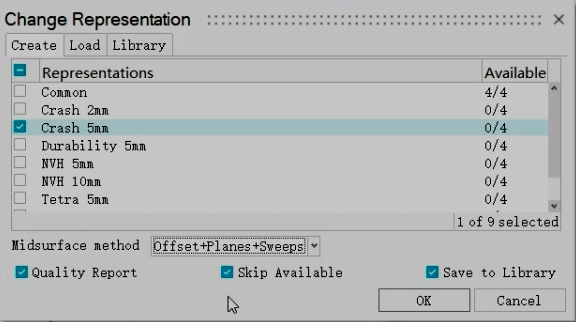 Change Representation
Create Load Library
Representations Available
Common 4/4
Crash 2mm 0/4
Crash 5mm 0/4
Durability 5mm 0/4
NVH 5mm 0/4
NVH 10mm 0/4
Tetra 5mm 0/4
1 of 9 selected
Midsurface method Offset+Planes+Sweeps
Quality Report Skip Available Save to Library
OK Cancel